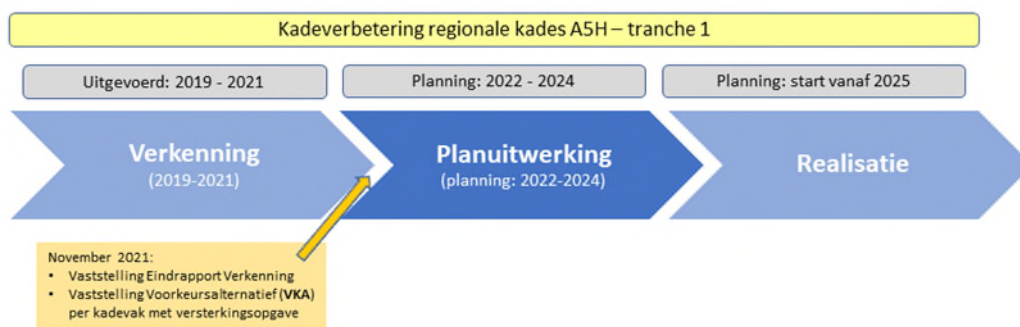 Kadeverbetering regionale kades A5H – tranche 1
Uitgevoerd: 2019 - 2021
Planning: 2022 - 2024
Planning: start vanaf 2025
Verkenning
(2019-2021)
Planuitwerking
(planning: 2022-2024)
Realisatie
November 2021:
• Vaststelling Eindrapport Verkenning
• Vaststelling Voorkeursalternatief (VKA)
per kadevak met versterkingsopgave